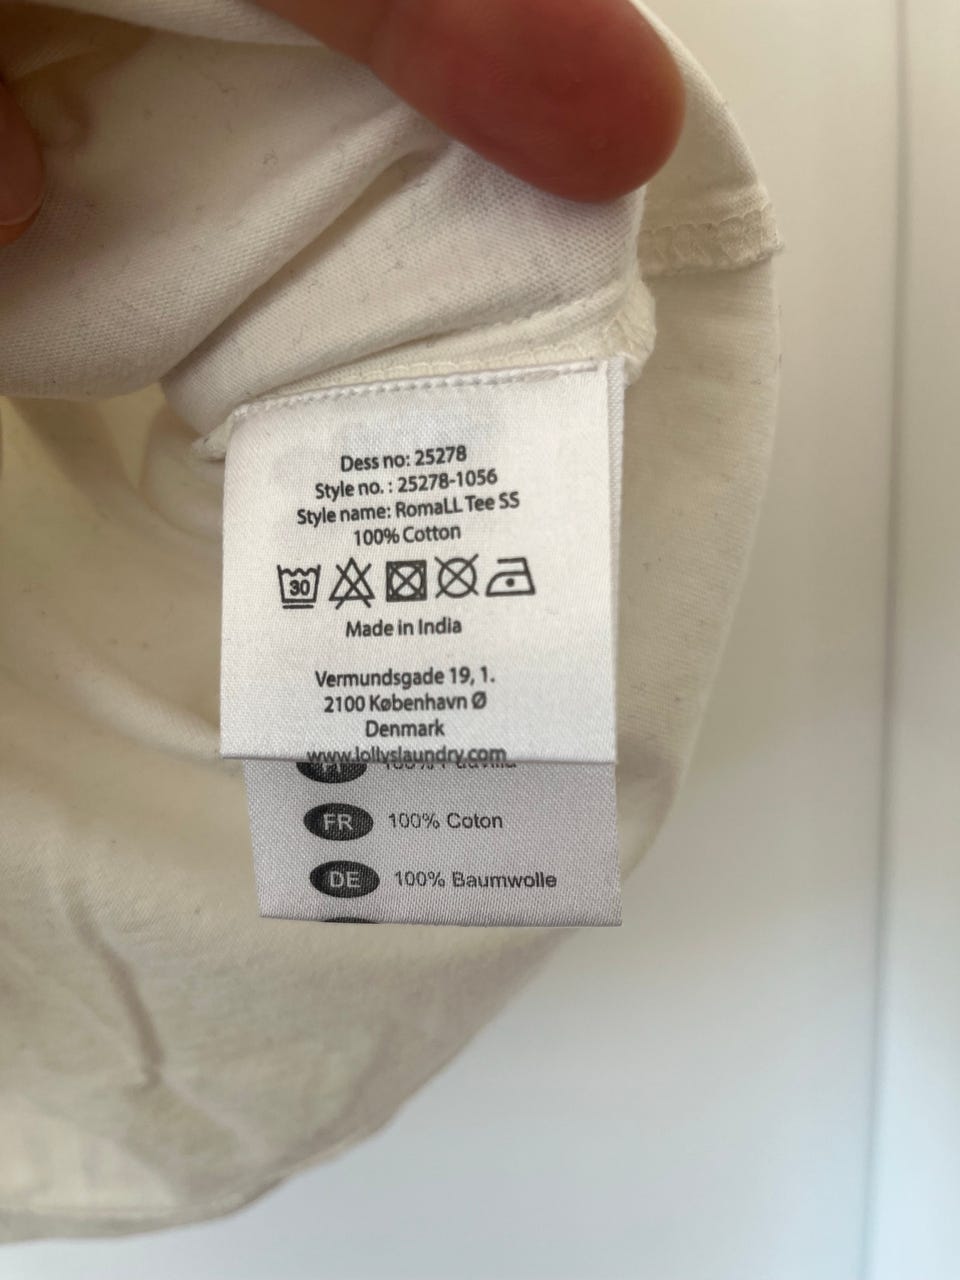 Dess no: 25278
Style no. : 25278-1056
Style name: RomaLL Tee SS
100% Cotton
30
Made in India
Vermundsgade 19, 1.
2100 København Ø
Denmark
www.lollyslaundry.com
100%
FR 100% Coton
DE 100% Baumwolle